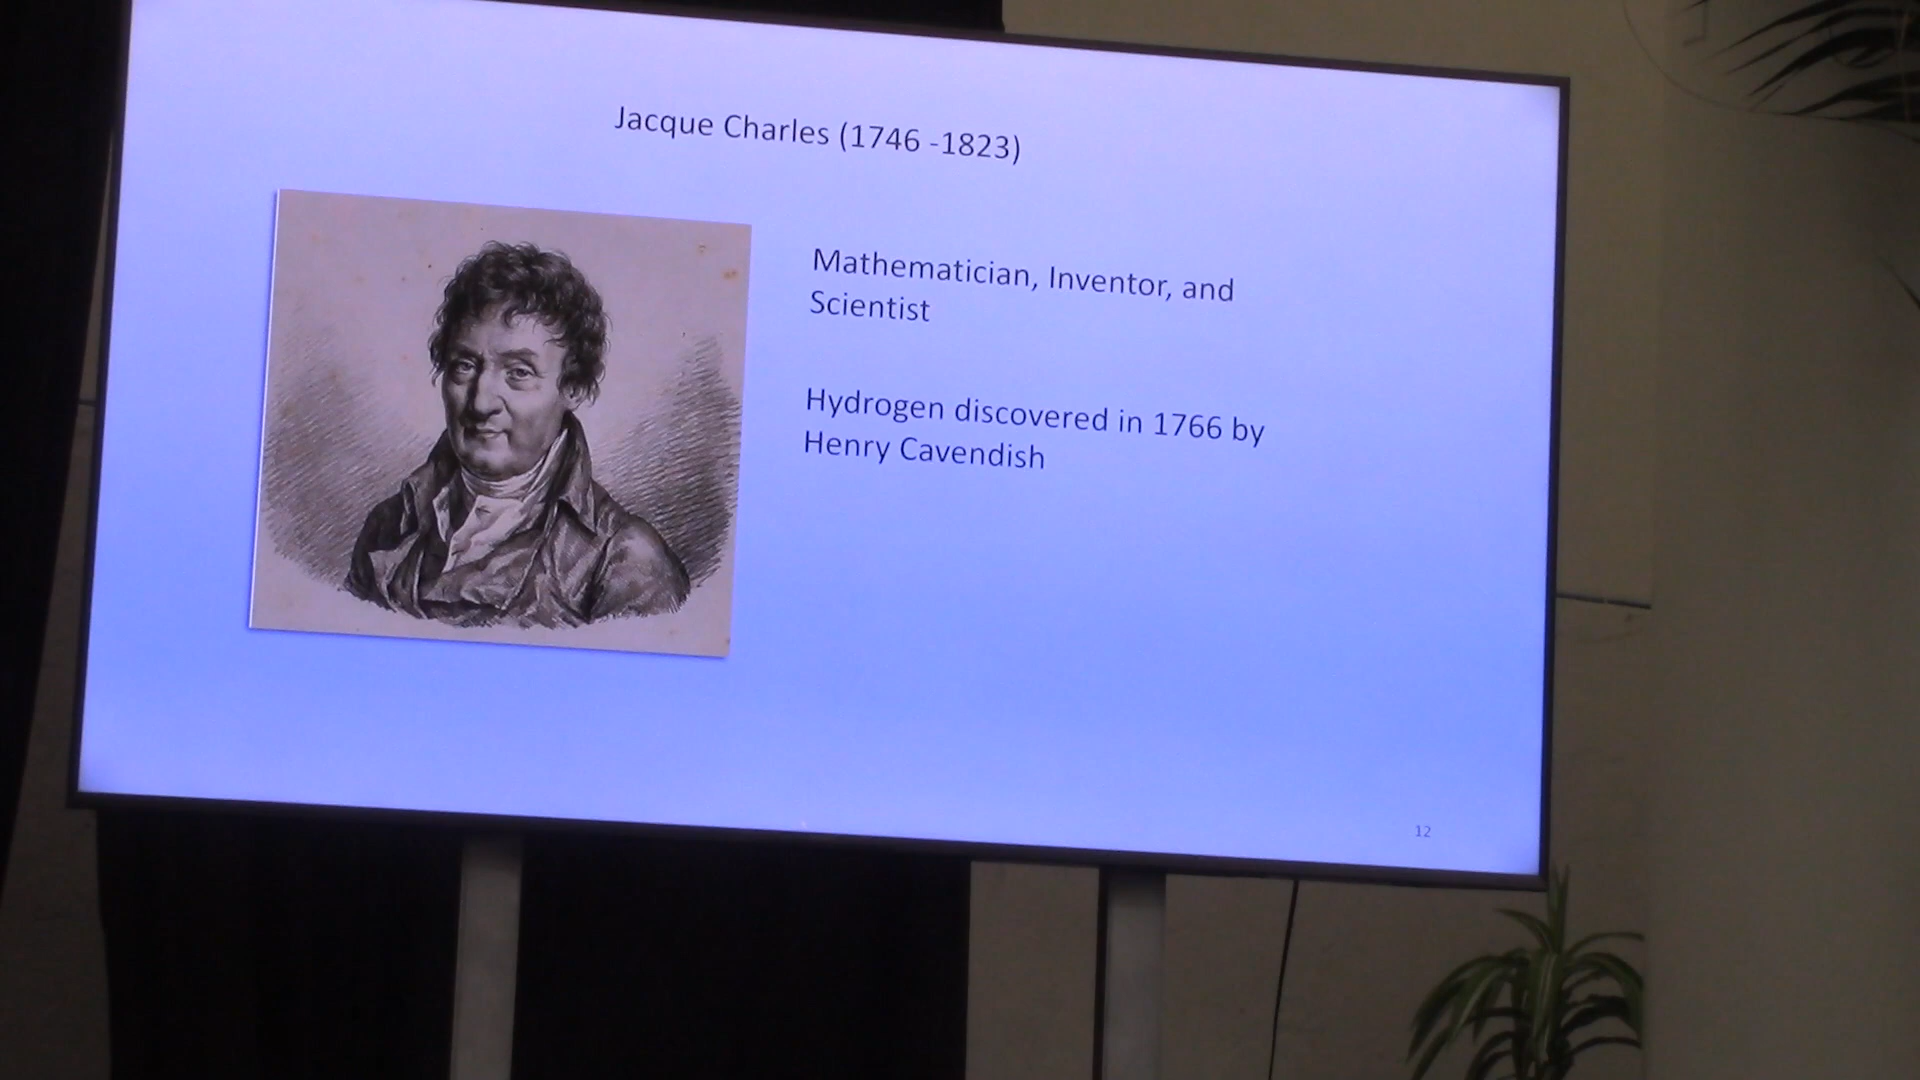 Jacque Charles (1746 -1823)
Mathematician, Inventor, and
Scientist
Hydrogen discovered in 1766 by
Henry Cavendish
12